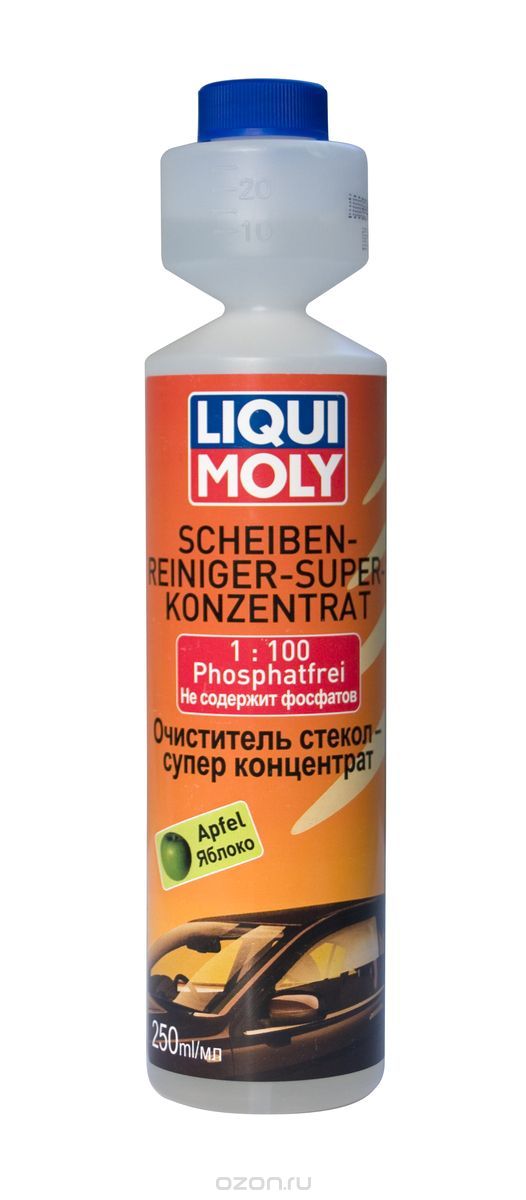 20
10
LIQUI
MOLY
SCHEIBEN-
REINIGER-SUPER-
KONZENTRAT
1 : 100
Phosphatfrei
Не содержит фосфатов
Очиститель стекол-
супер концентрат
Apfel
Яблоко
250ml/мл
ozon.ru